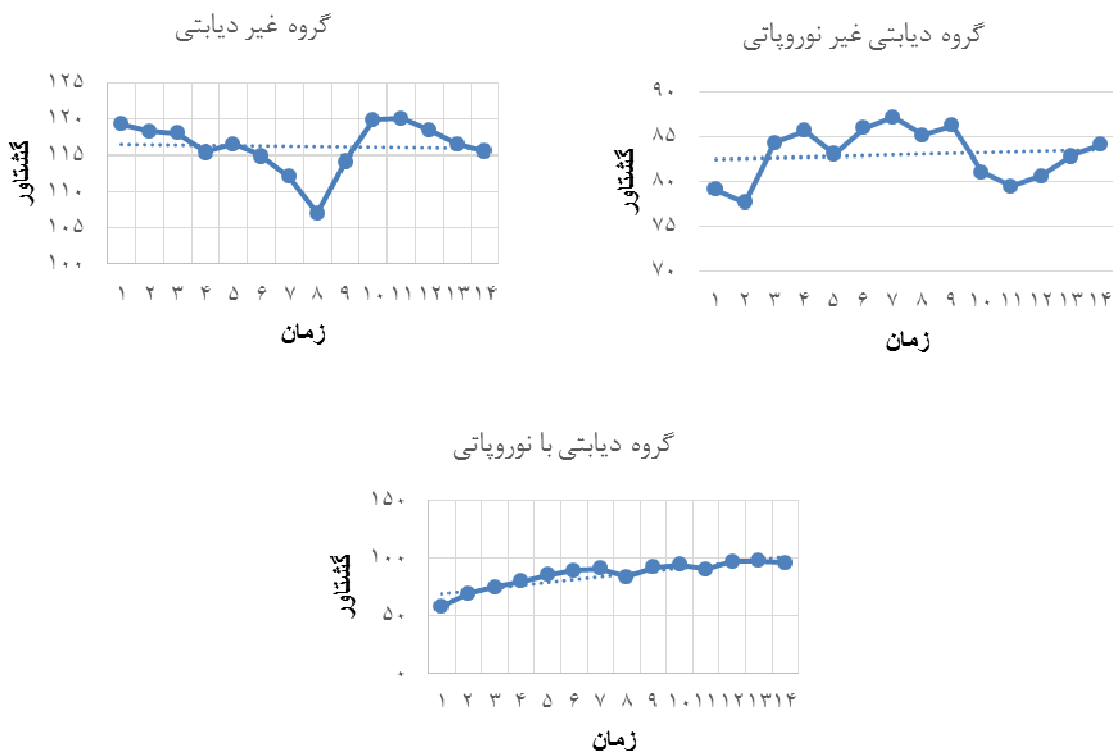 گروه غیر دیابتی
۱۲۵
۱۲۰
۱۱۵
۱۱۰
۱۰۵
۱۰۰
گشتاور
۱ ۲ ۳ ۴ ۵ ۶ ۷ ۸ ۹ ۱۰ ۱۱ ۱۲ ۱۳ ۱۴
زمان
گروه دیابتی غیر نوروپاتی
۹۰
۸۵
۸۰
۷۵
۷۰
گشتاور
۱ ۲ ۳ ۴ ۵ ۶ ۷ ۸ ۹ ۱۰ ۱۱ ۱۲ ۱۳ ۱۴
زمان
گروه دیابتی با نوروپاتی
۱۵۰
۱۰۰
۵۰
۰
گشتاور
۱ ۲ ۳ ۴ ۵ ۶ ۷ ۸ ۹ ۱۰ ۱۱ ۱۲ ۱۳ ۱۴
زمان